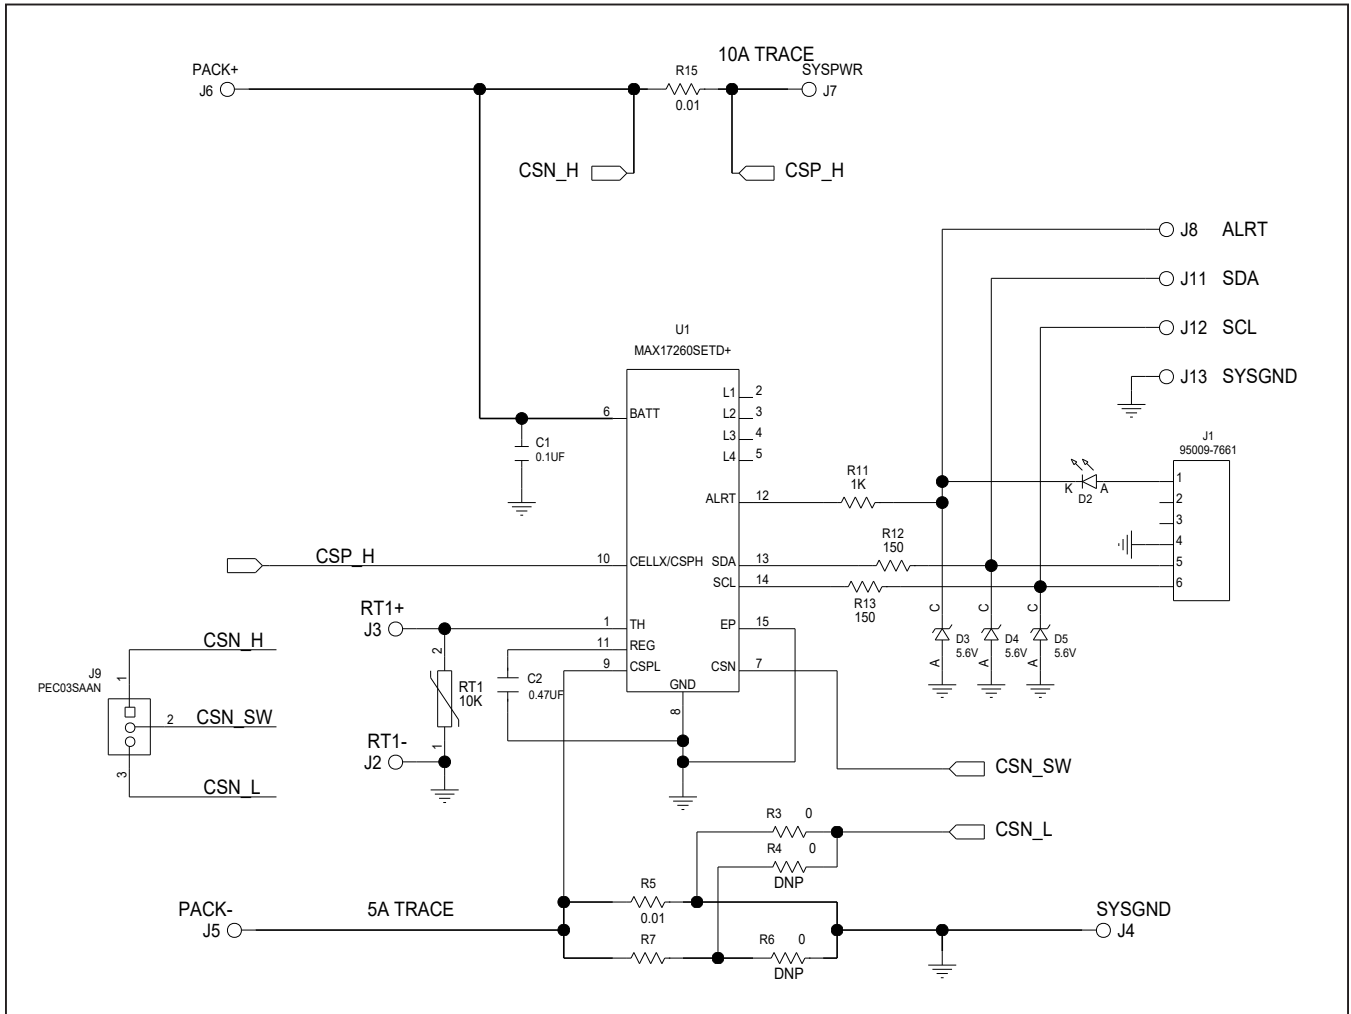 10A TRACE
PACK+
J6
R15
0.01
SYSPWR
J7
CSN_H
CSP_H
J8 ALRT
J11 SDA
J12 SCL
J13 SYSGND
U1
MAX17260SETD+
L1 2
L2 3
L3 4
L4 5
6 BATT
C1
0.1UF
J1
95009-7661
1
2
3
4
5
6
K A
D2
R11
1K
ALRT 12
R12
150
CSP_H
10 CELLX/CSPH
SDA 13
SCL 14
R13
150
RT1+
J3
1 TH
EP 15
11 REG
9 CSPL
CSN 7
GND
8
C C C
D3
5.6V
D4
5.6V
D5
5.6V
A A A
2
RT1
10K
1
C2
0.47UF
RT1-
J2
J9
PEC03SAAN
1
CSN_H
2 CSN_SW
3
CSN_L
CSN_SW
R3 0
CSN_L
R4 0
DNP
R5
0.01
PACK-
J5
5A TRACE
R7
R6 0
DNP
SYSGND
J4